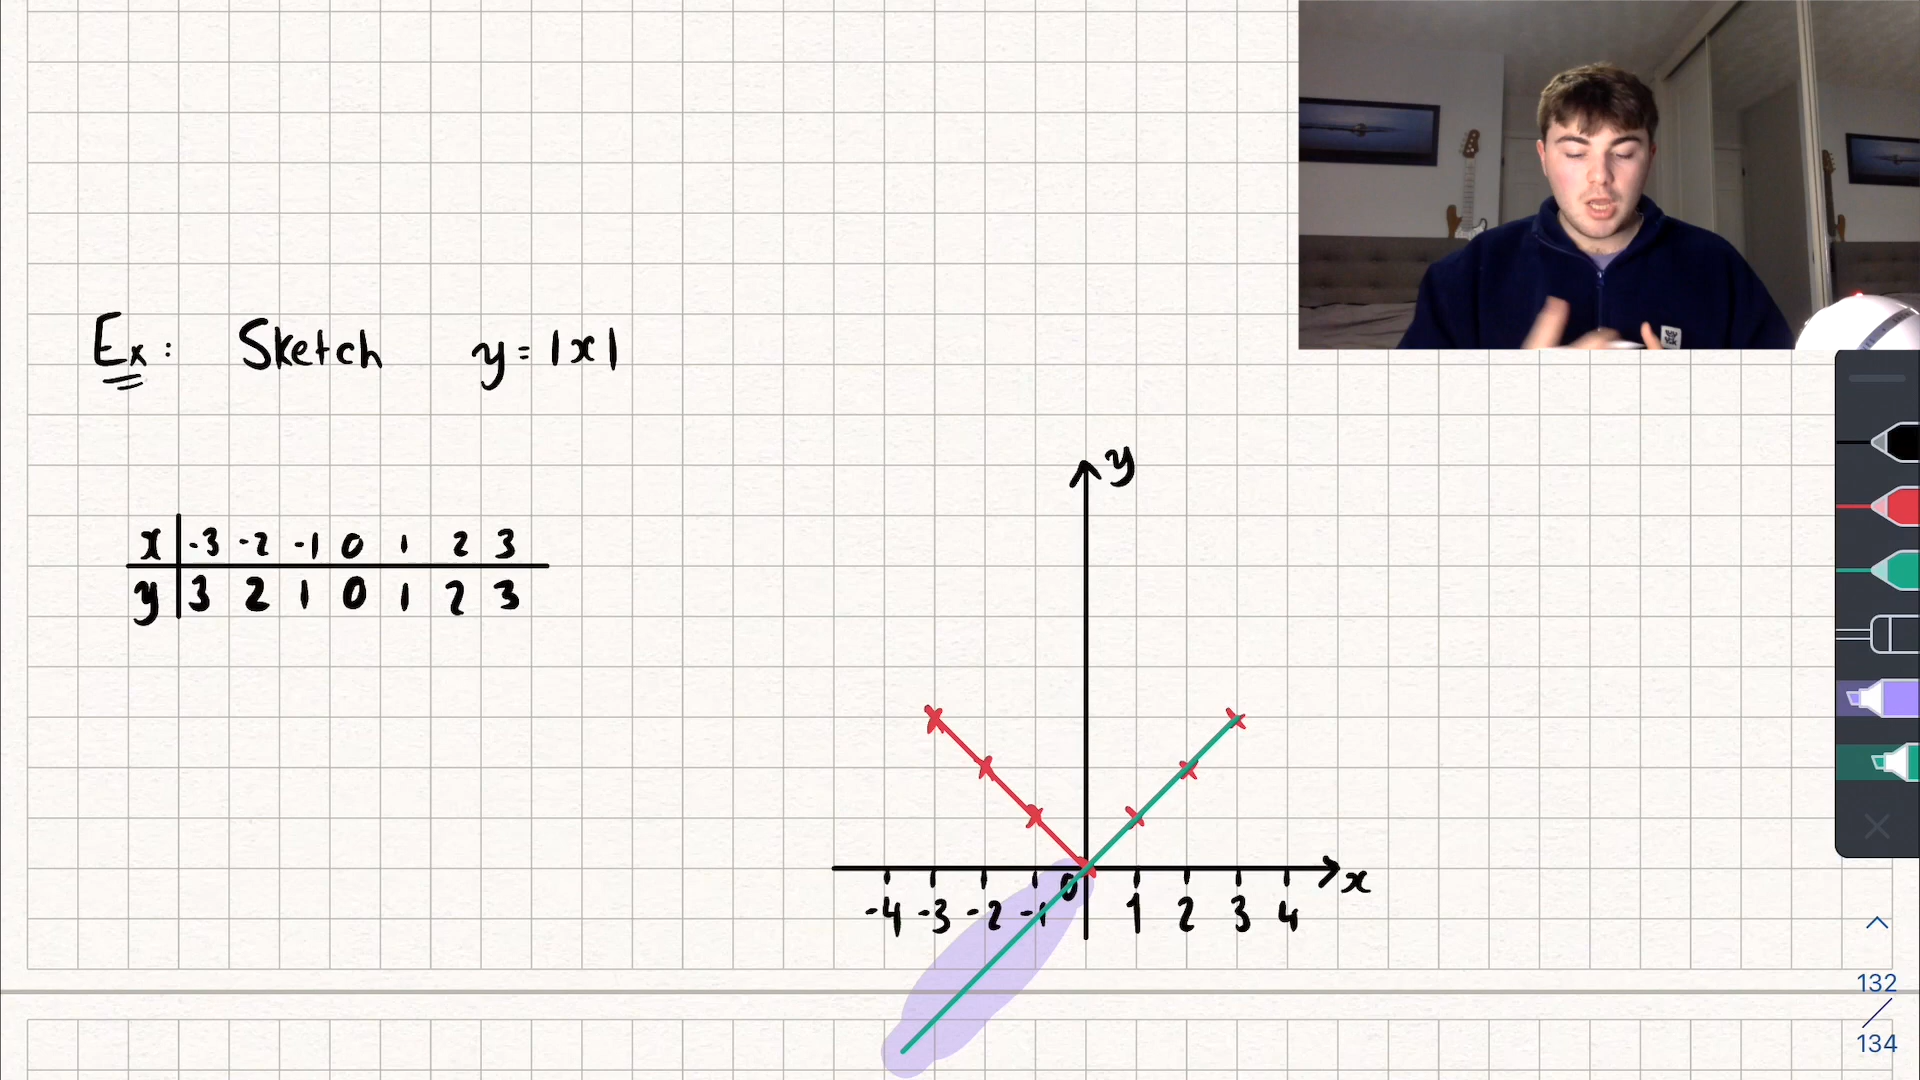 Ex: Sketch y = |x|
y
x -3 -2 -1 0 1 2 3
y 3 2 1 0 1 2 3
x
0
-4 -3 -2 -1 1 2 3 4
132
134